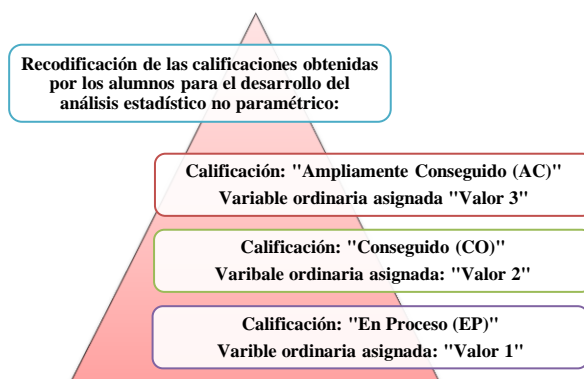 Recodificación de las calificaciones obtenidas
por los alumnos para el desarrollo del
análisis estadístico no paramétrico:
Calificación: "Ampliamente Conseguido (AC)"
Variable ordinaria asignada "Valor 3"
Calificación: "Conseguido (CO)"
Varibale ordinaria asignada: "Valor 2"
Calificación: "En Proceso (EP)"
Varible ordinaria asignada: "Valor 1"